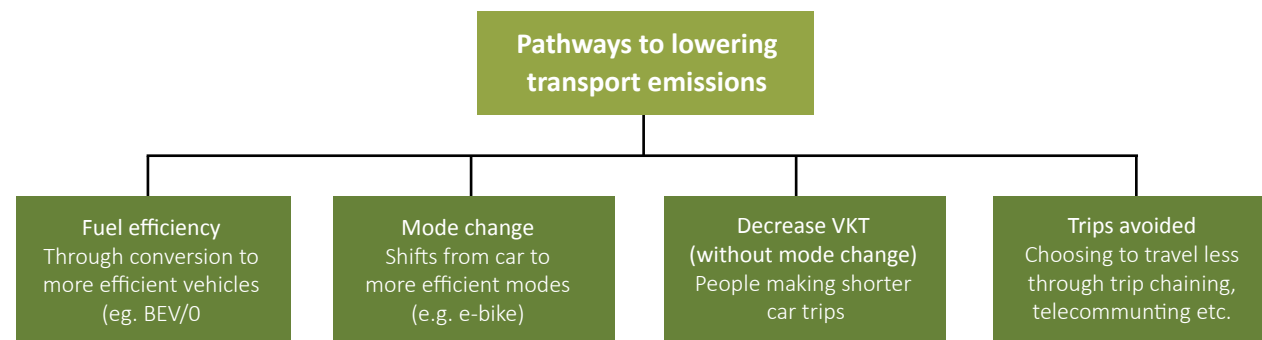 Pathways to lowering
transport emissions
Fuel efficiency
Through conversion to
more efficient vehicles
(eg. BEV/0
Mode change
Shifts from car to
more efficient modes
(e.g. e-bike)
Decrease VKT
(without mode change)
People making shorter
car trips
Trips avoided
Choosing to travel less
through trip chaining,
telecommunting etc.